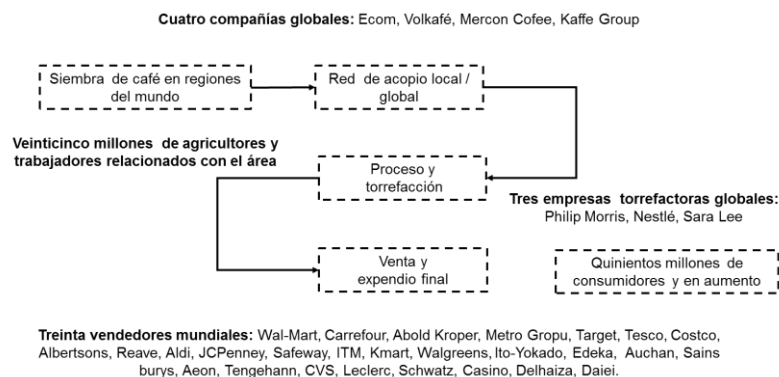 Cuatro compañías globales: Ecom, Volkafé, Mercon Cofee, Kaffe Group
Siembra de café en regiones
del mundo
Red de acopio local /
global
Veinticinco millones de agricultores y
trabajadores relacionados con el área
Proceso y
torrefacción
Tres empresas torrefactoras globales:
Philip Morris, Nestlé, Sara Lee
Venta y
expendio final
Quinientos millones de
consumidores y en aumento
Treinta vendedores mundiales: Wal-Mart, Carrefour, Abold Kroper, Metro Gropu, Target, Tesco, Costco,
Albertsons, Reave, Aldi, JCPenney, Safeway, ITM, Kmart, Walgreens, Ito-Yokado, Edeka, Auchan, Sains
burys, Aeon, Tengehann, CVS, Leclerc, Schwatz, Casino, Delhaiza, Daiei.